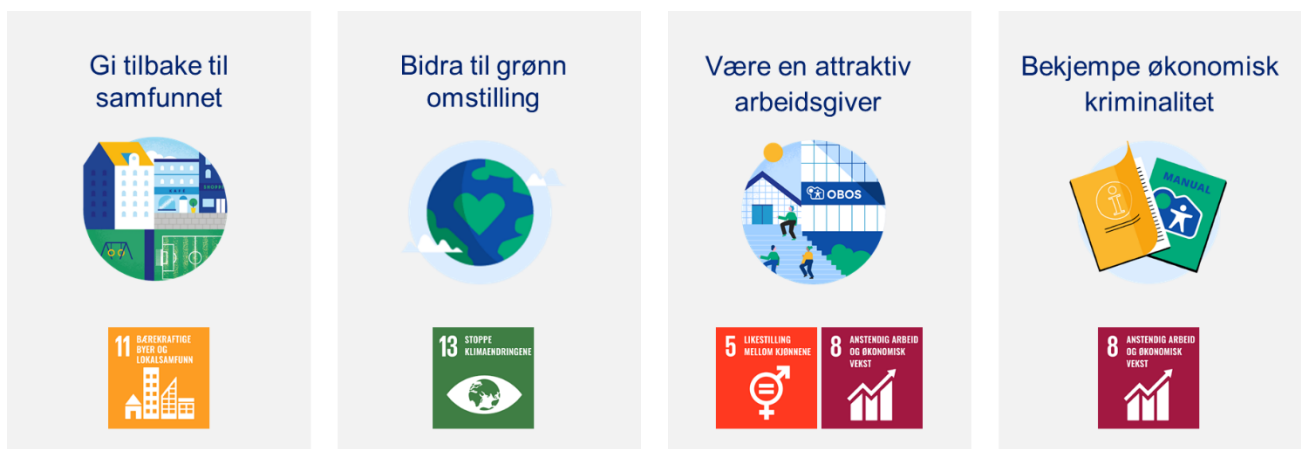 Gi tilbake til
samfunnet
11 BÆREKRAFTIGE
BYER OG
LOKALSAMFUNN
Bidra til grønn
omstilling
13 STOPPE
KLIMAENDRINGENE
Være en attraktiv
arbeidsgiver
OBOS
5 LIKESTILLING
MELLOM KJØNNENE
8 ANSTENDIG ARBEID
OG ØKONOMISK
VEKST
Bekjempe økonomisk
kriminalitet
MANUAL
8 ANSTENDIG ARBEID
OG ØKONOMISK
VEKST